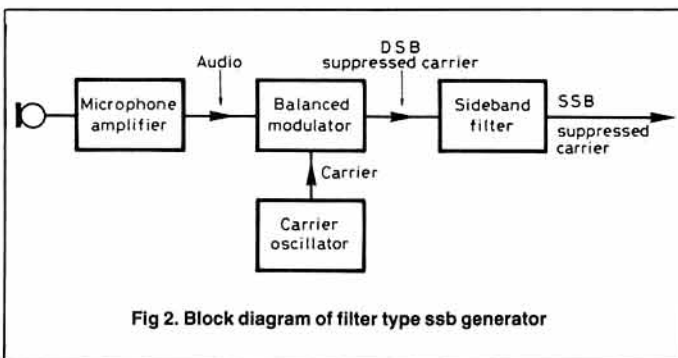 Audio
DSB
suppressed carrier
Microphone
amplifier
Balanced
modulator
Sideband
filter
SSB
suppressed
carrier
Carrier
Carrier
oscillator
Fig 2. Block diagram of filter type ssb generator